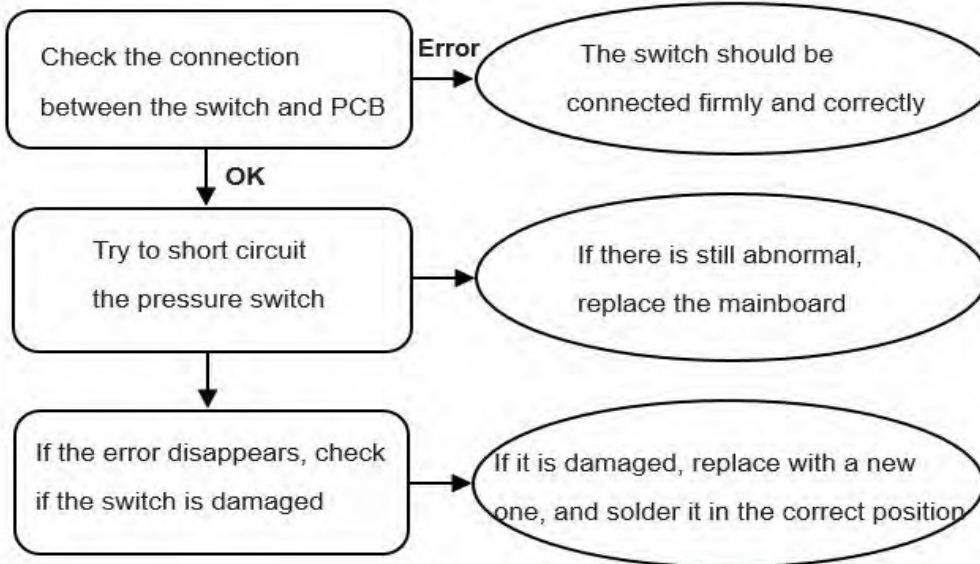 Check the connection
between the switch and PCB
Error
The switch should be
connected firmly and correctly
OK
Try to short circuit
the pressure switch
If there is still abnormal,
replace the mainboard
If the error disappears, check
if the switch is damaged
If it is damaged, replace with a new
one, and solder it in the correct position